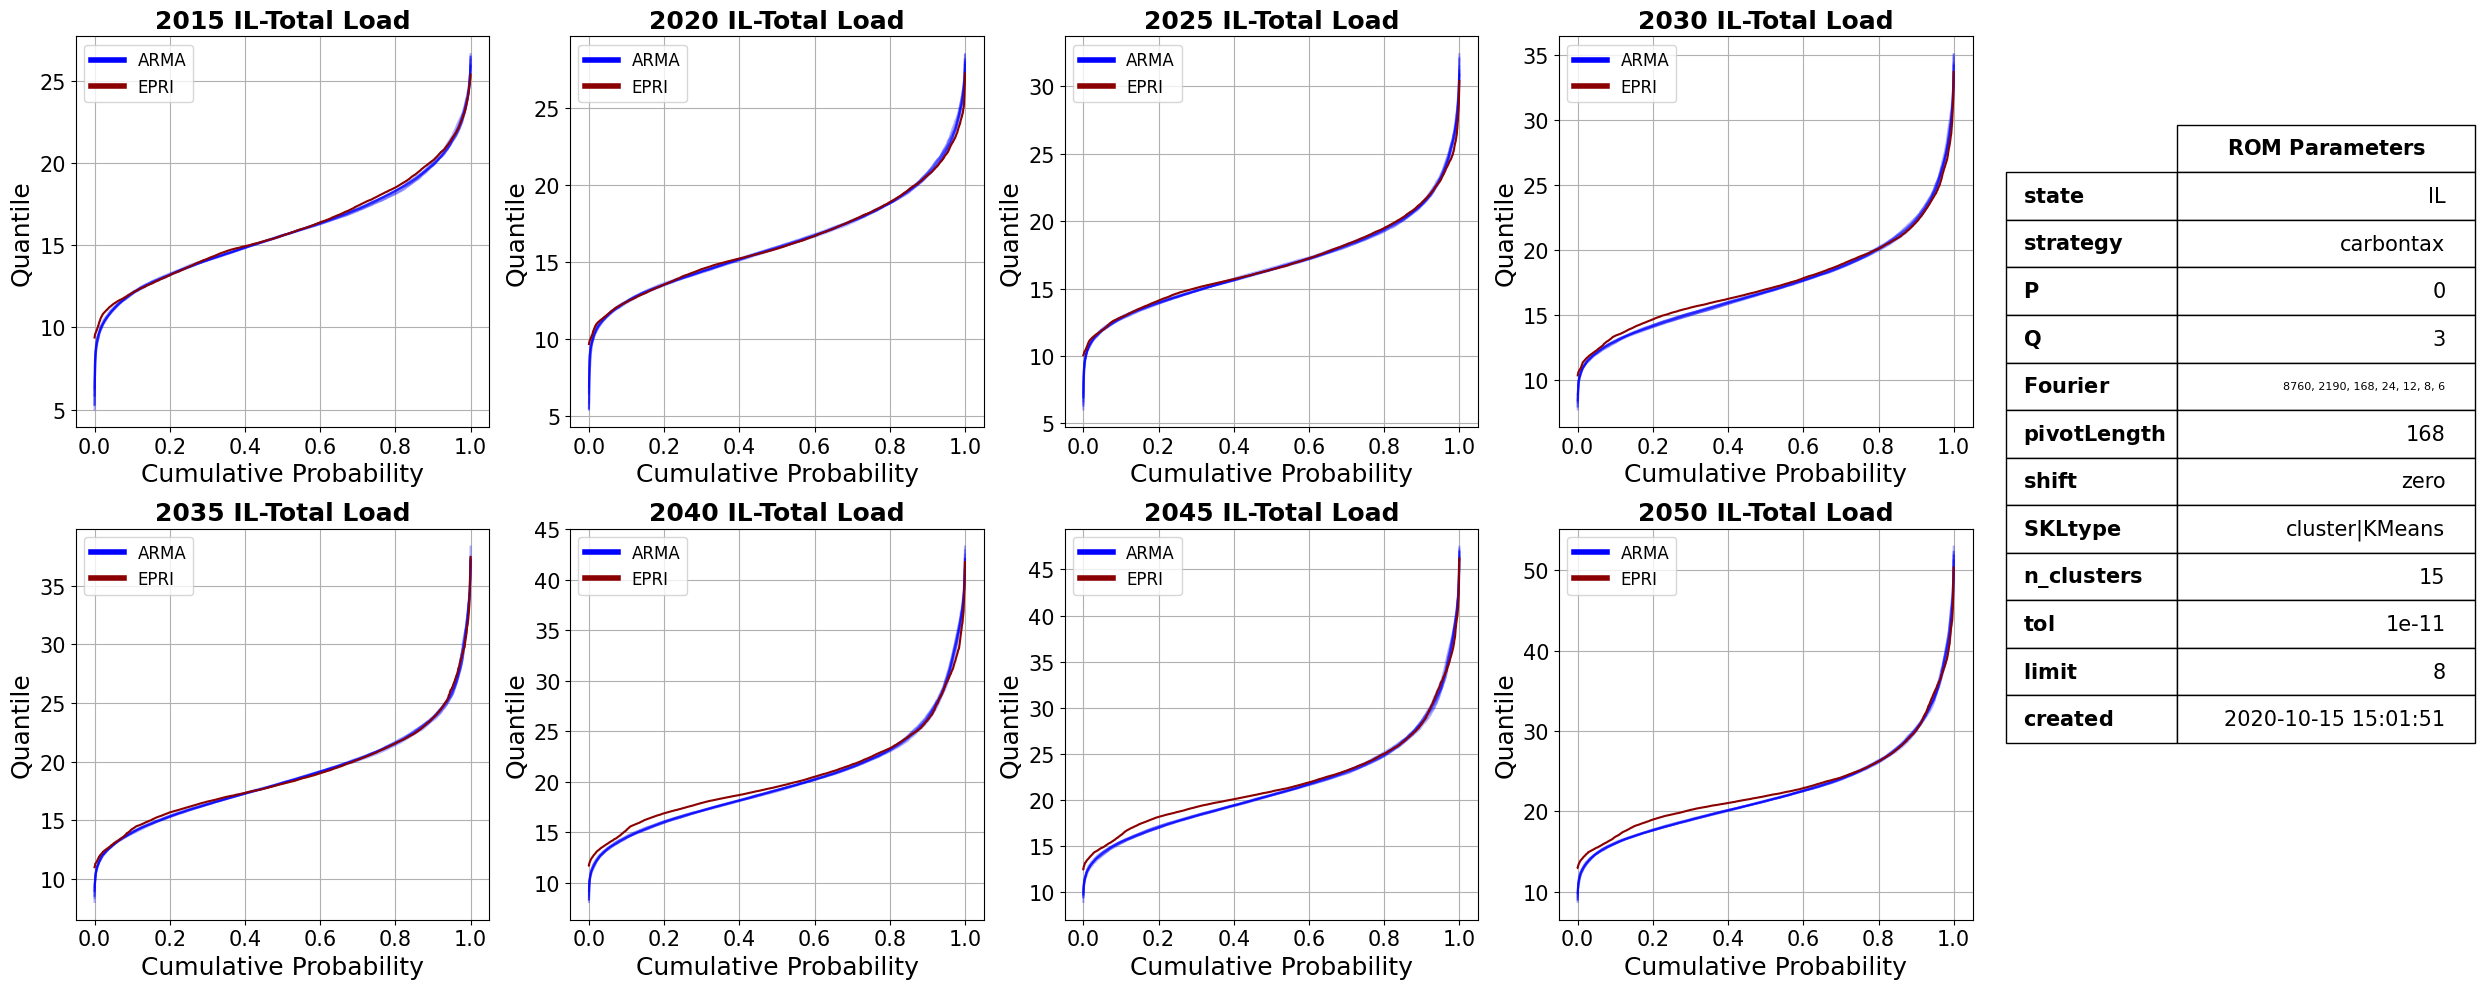 2015 IL-Total Load
ARMA
EPRI
25
20
15
10
5
Quantile
0.0 0.2 0.4 0.6 0.8 1.0
Cumulative Probability
2020 IL-Total Load
ARMA
EPRI
25
20
15
10
5
Quantile
0.0 0.2 0.4 0.6 0.8 1.0
Cumulative Probability
2025 IL-Total Load
ARMA
EPRI
30
25
20
15
10
5
Quantile
0.0 0.2 0.4 0.6 0.8 1.0
Cumulative Probability
2030 IL-Total Load
ARMA
EPRI
35
30
25
20
15
10
Quantile
0.0 0.2 0.4 0.6 0.8 1.0
Cumulative Probability
2035 IL-Total Load
ARMA
EPRI
35
30
25
20
15
10
Quantile
0.0 0.2 0.4 0.6 0.8 1.0
Cumulative Probability
2040 IL-Total Load
ARMA
EPRI
45
40
35
30
25
20
15
10
Quantile
0.0 0.2 0.4 0.6 0.8 1.0
Cumulative Probability
2045 IL-Total Load
ARMA
EPRI
45
40
35
30
25
20
15
10
Quantile
0.0 0.2 0.4 0.6 0.8 1.0
Cumulative Probability
2050 IL-Total Load
ARMA
EPRI
50
40
30
20
10
Quantile
0.0 0.2 0.4 0.6 0.8 1.0
Cumulative Probability
ROM Parameters
state IL
strategy carbontax
P 0
Q 3
Fourier 8760, 2190, 168, 24, 12, 8, 6
pivotLength 168
shift zero
SKLtype cluster|KMeans
n_clusters 15
tol 1e-11
limit 8
created 2020-10-15 15:01:51